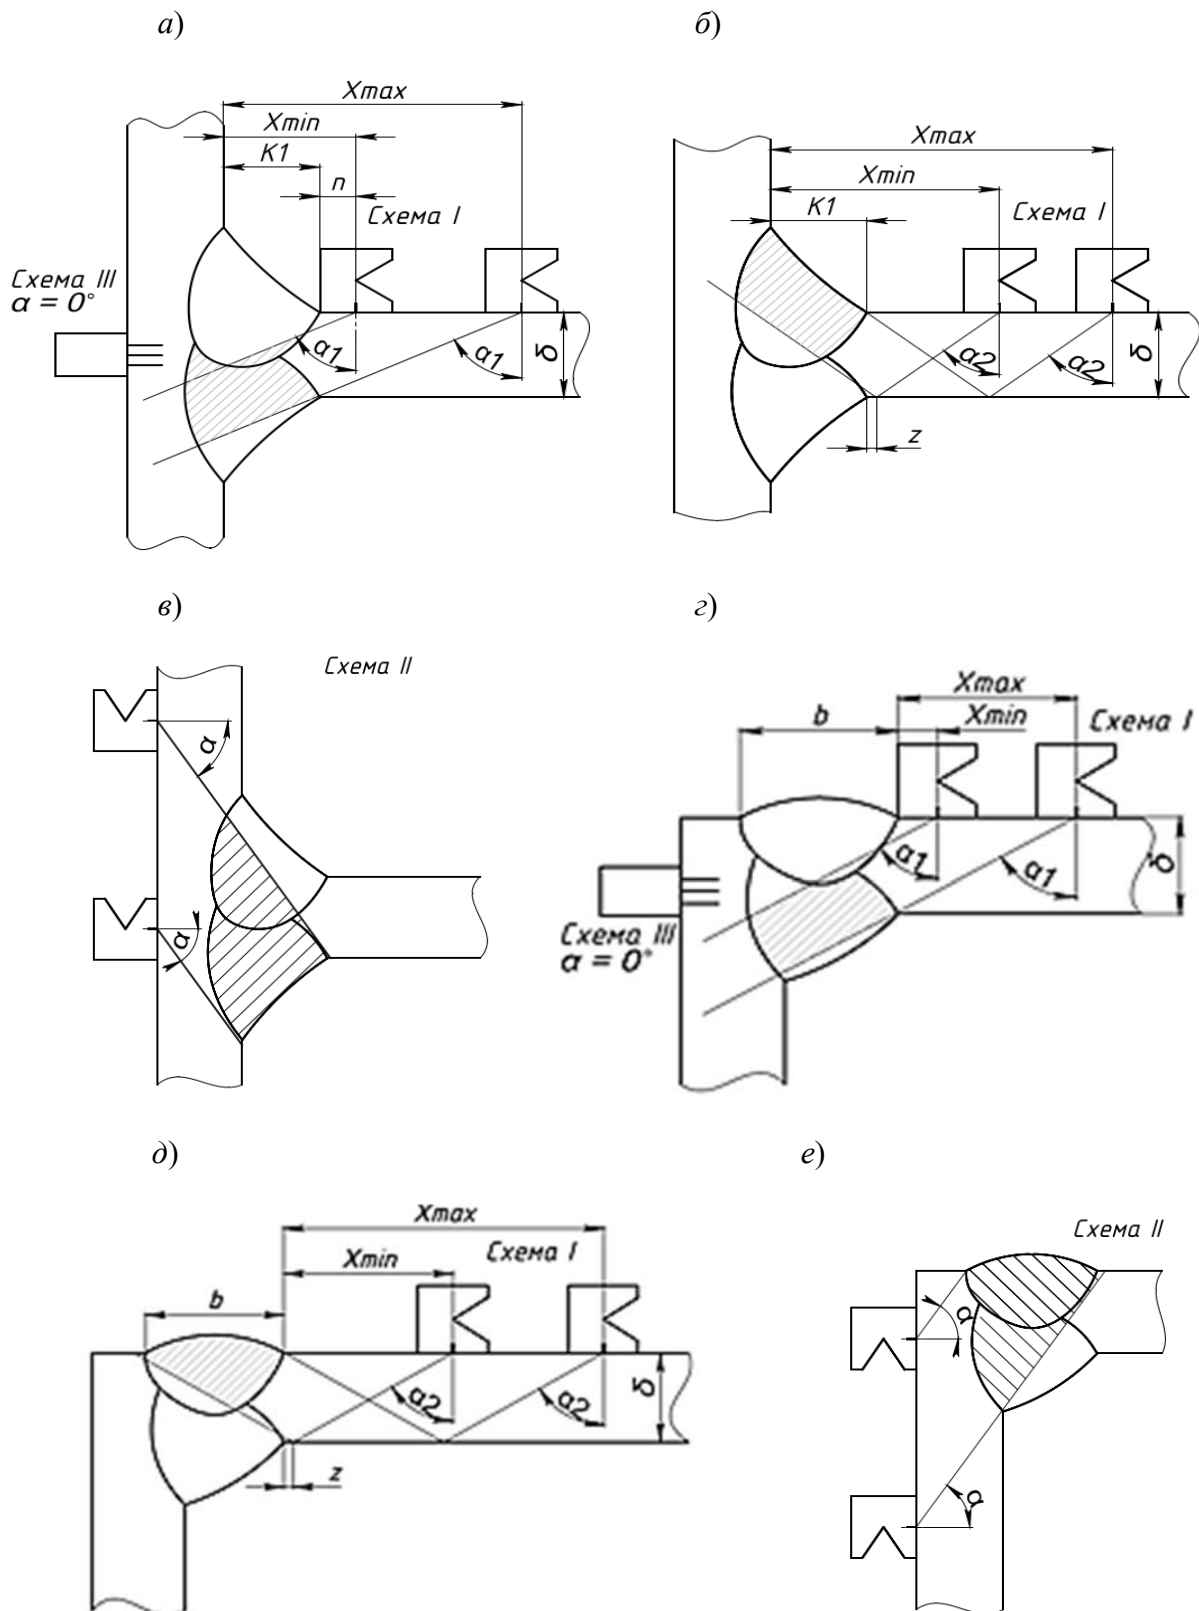 а)
б)
Xmax
Xmin
K1
n
Схема I
Схема III
α = 0°
α1
α1
δ
Xmax
Xmin
K1
Схема I
α2
α2
δ
z
в)
г)
Схема II
α
α
Xmax
b
Xmin
Схема I
α1
α1
δ
Схема III
α = 0°
д)
е)
Xmax
Схема I
Xmin
b
α2
α2
δ
z
Схема II
α
α